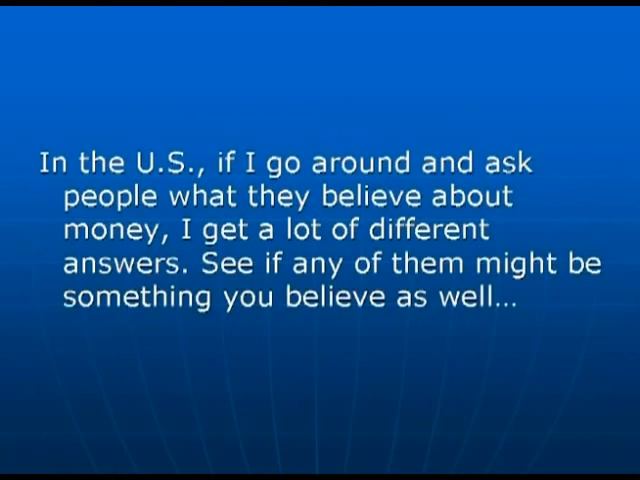 In the U.S., if I go around and ask
people what they believe about
money, I get a lot of different
answers. See if any of them might be
something you believe as well...